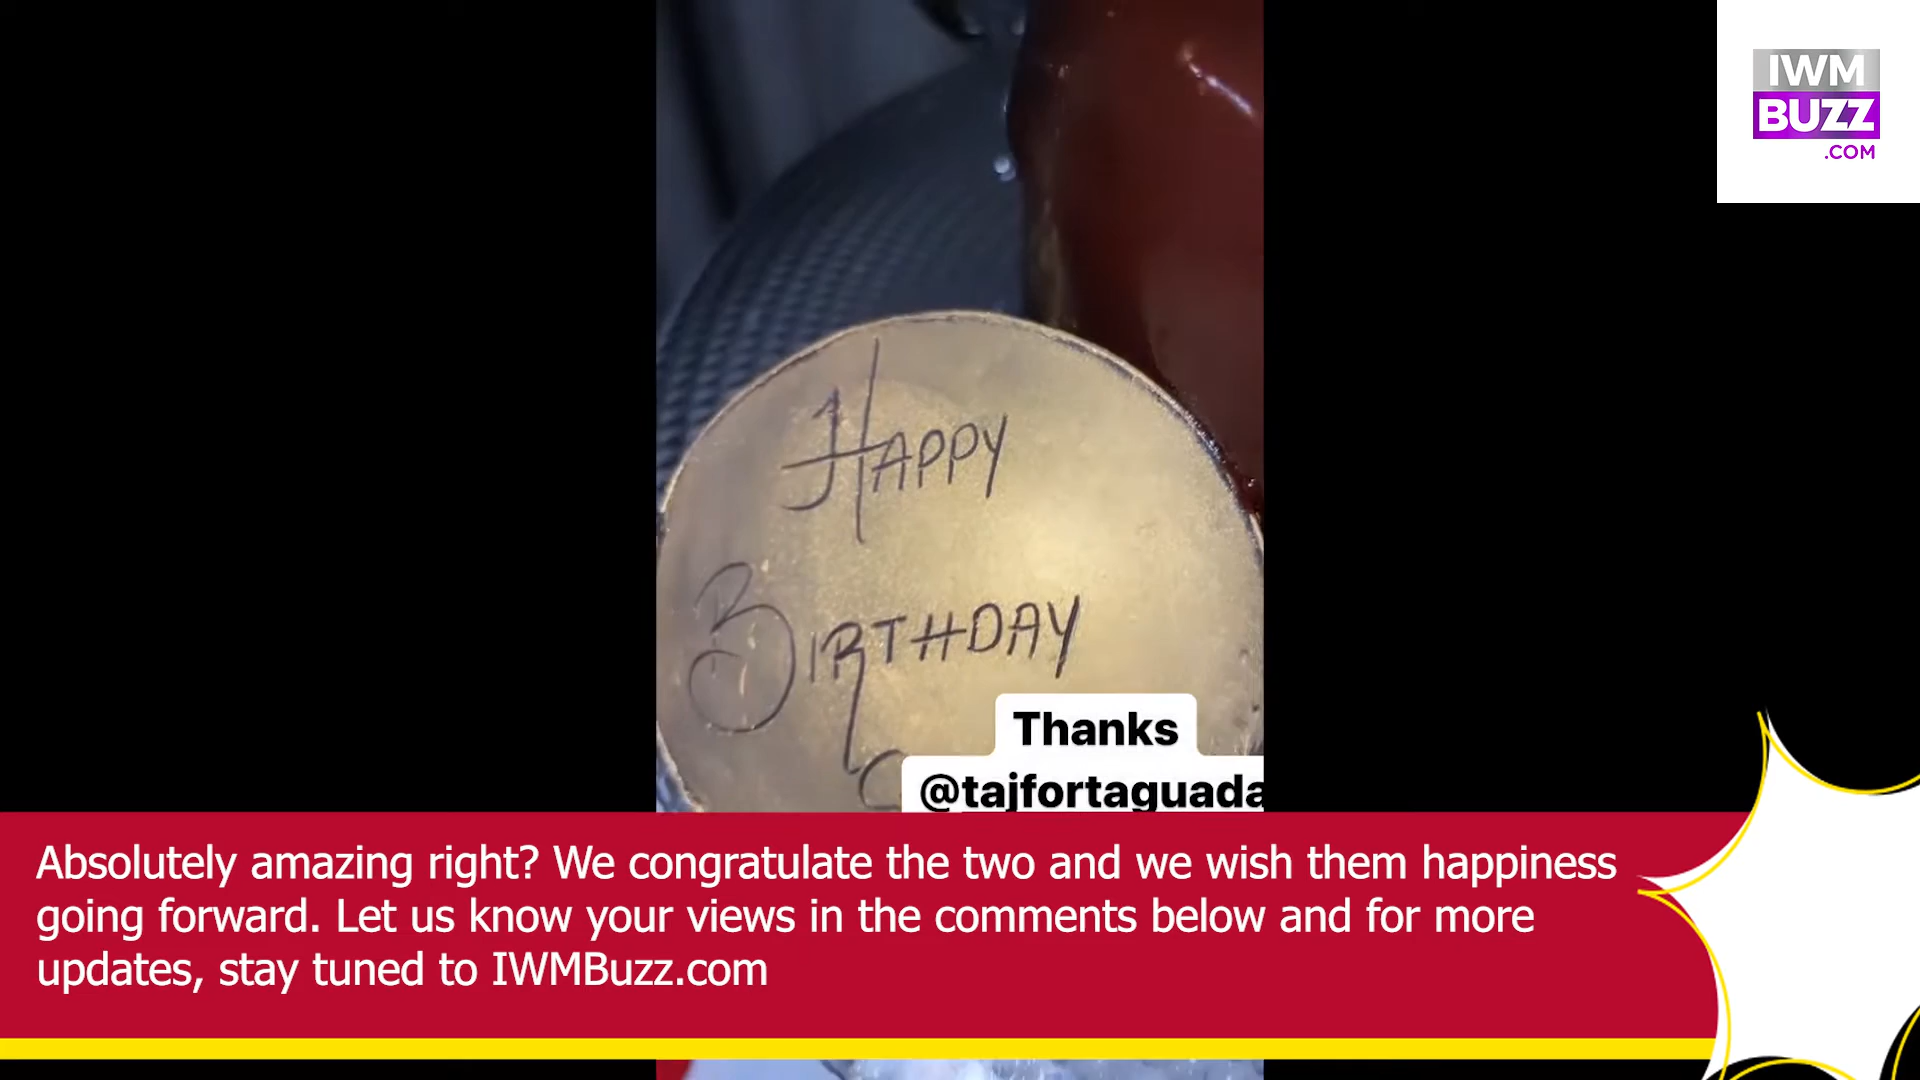 IWM
BUZZ
.COM
HAPPY
BIRTHDAY
Thanks
@tajfortaguada
Absolutely amazing right? We congratulate the two and we wish them happiness
going forward. Let us know your views in the comments below and for more
updates, stay tuned to IWMBuzz.com